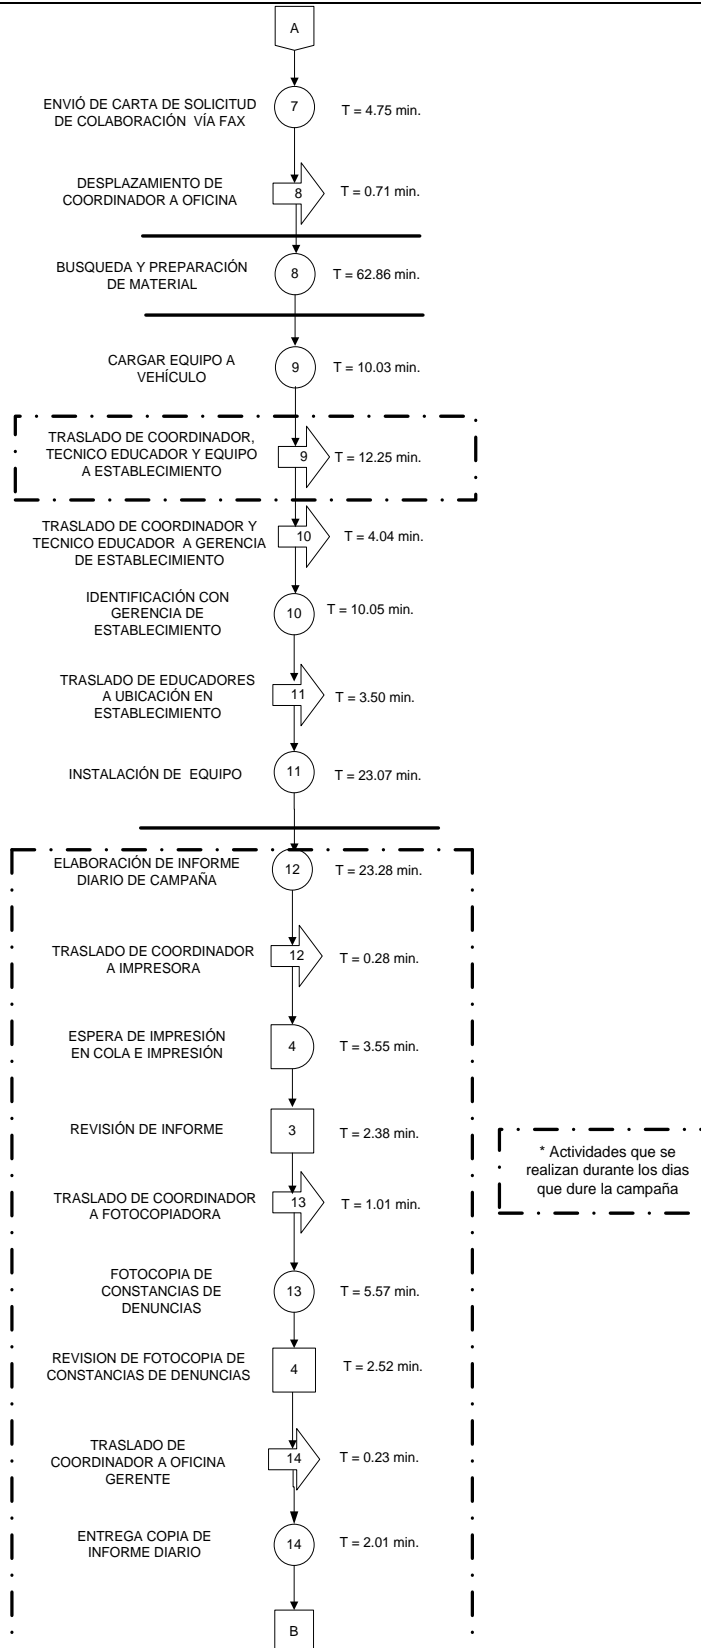 A
ENVIÓ DE CARTA DE SOLICITUD
DE COLABORACIÓN VÍA FAX
7
T = 4.75 min.
DESPLAZAMIENTO DE
COORDINADOR A OFICINA
8
T = 0.71 min.
BUSQUEDA Y PREPARACIÓN
DE MATERIAL
8
T = 62.86 min.
CARGAR EQUIPO A
VEHÍCULO
9
T = 10.03 min.
TRASLADO DE COORDINADOR,
TECNICO EDUCADOR Y EQUIPO
A ESTABLECIMIENTO
9
T = 12.25 min.
TRASLADO DE COORDINADOR Y
TECNICO EDUCADOR A GERENCIA
DE ESTABLECIMIENTO
10
T = 4.04 min.
IDENTIFICACIÓN CON
GERENCIA DE
ESTABLECIMIENTO
10
T = 10.05 min.
TRASLADO DE EDUCADORES
A UBICACIÓN EN
ESTABLECIMIENTO
11
T = 3.50 min.
INSTALACIÓN DE EQUIPO
11
T = 23.07 min.
ELABORACIÓN DE INFORME
DIARIO DE CAMPAÑA
12
T = 23.28 min.
TRASLADO DE COORDINADOR
A IMPRESORA
12
T = 0.28 min.
ESPERA DE IMPRESIÓN
EN COLA E IMPRESIÓN
4
T = 3.55 min.
REVISIÓN DE INFORME
3
T = 2.38 min.
* Actividades que se
realizan durante los dias
que dure la campaña
TRASLADO DE COORDINADOR
A FOTOCOPIADORA
13
T = 1.01 min.
FOTOCOPIA DE
CONSTANCIAS DE
DENUNCIAS
13
T = 5.57 min.
REVISION DE FOTOCOPIA DE
CONSTANCIAS DE DENUNCIAS
4
T = 2.52 min.
TRASLADO DE
COORDINADOR A OFICINA
GERENTE
14
T = 0.23 min.
ENTREGA COPIA DE
INFORME DIARIO
14
T = 2.01 min.
B